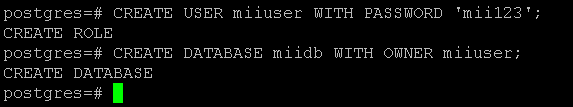 postgres=# CREATE USER miiuser WITH PASSWORD 'mii123';
CREATE ROLE
postgres=# CREATE DATABASE miidb WITH OWNER miiuser;
CREATE DATABASE
postgres=#